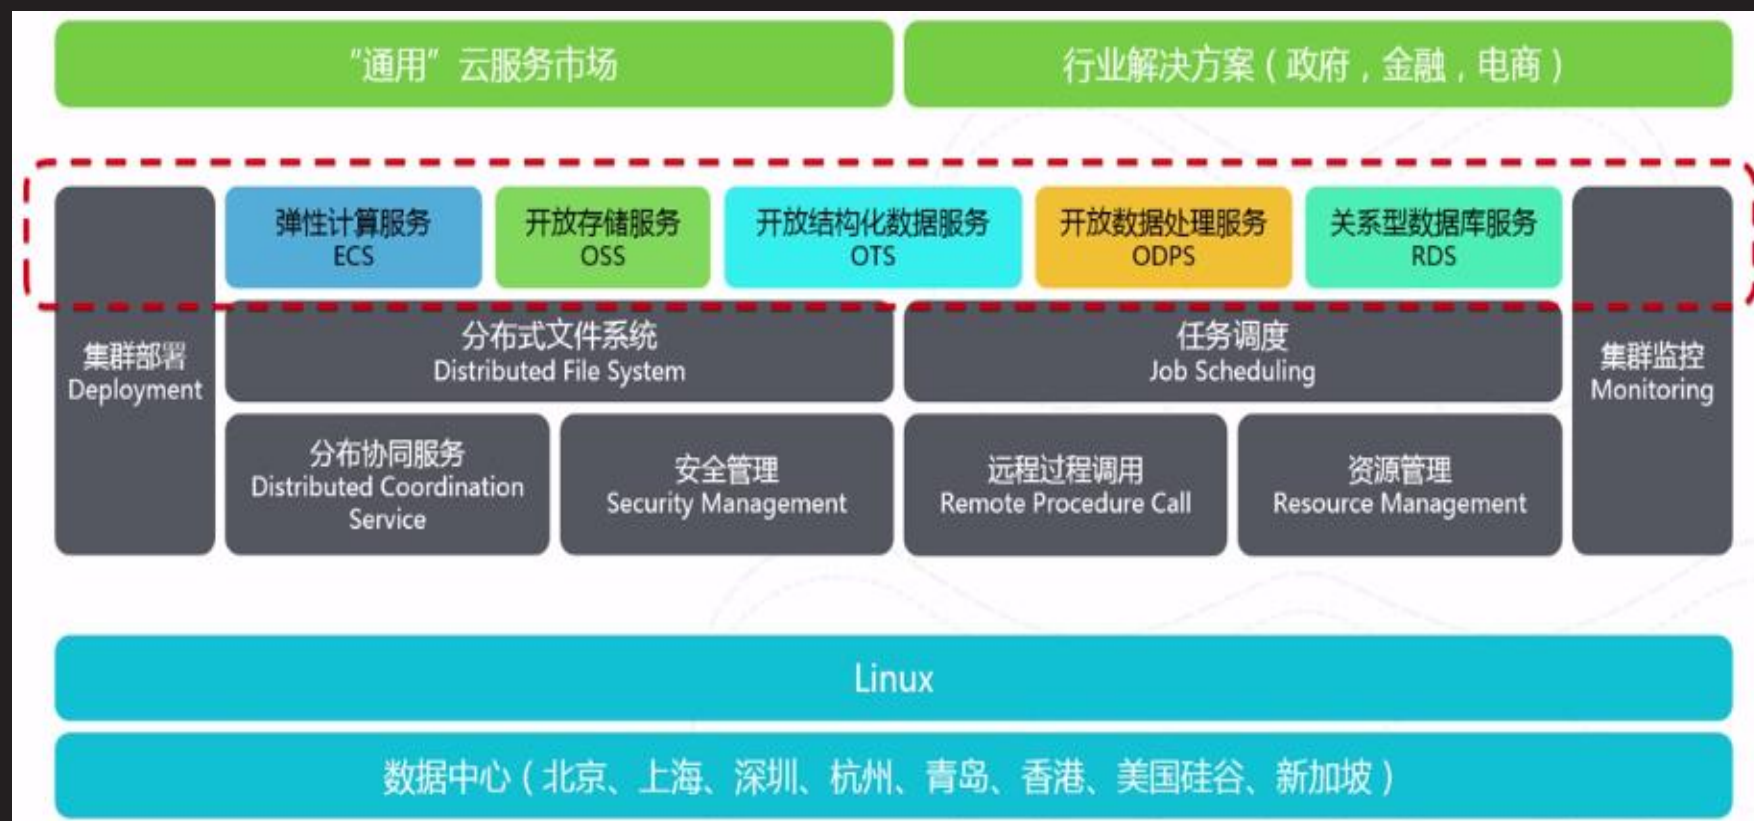 “通用”云服务市场
行业解决方案（政府，金融，电商）
弹性计算服务
ECS
开放存储服务
OSS
开放结构化数据服务
OTS
开放数据处理服务
ODPS
关系型数据库服务
RDS
集群部署
Deployment
分布式文件系统
Distributed File System
任务调度
Job Scheduling
集群监控
Monitoring
分布协同服务
Distributed Coordination
Service
安全管理
Security Management
远程过程调用
Remote Procedure Call
资源管理
Resource Management
Linux
数据中心（北京、上海、深圳、杭州、青岛、香港、美国硅谷、新加坡）